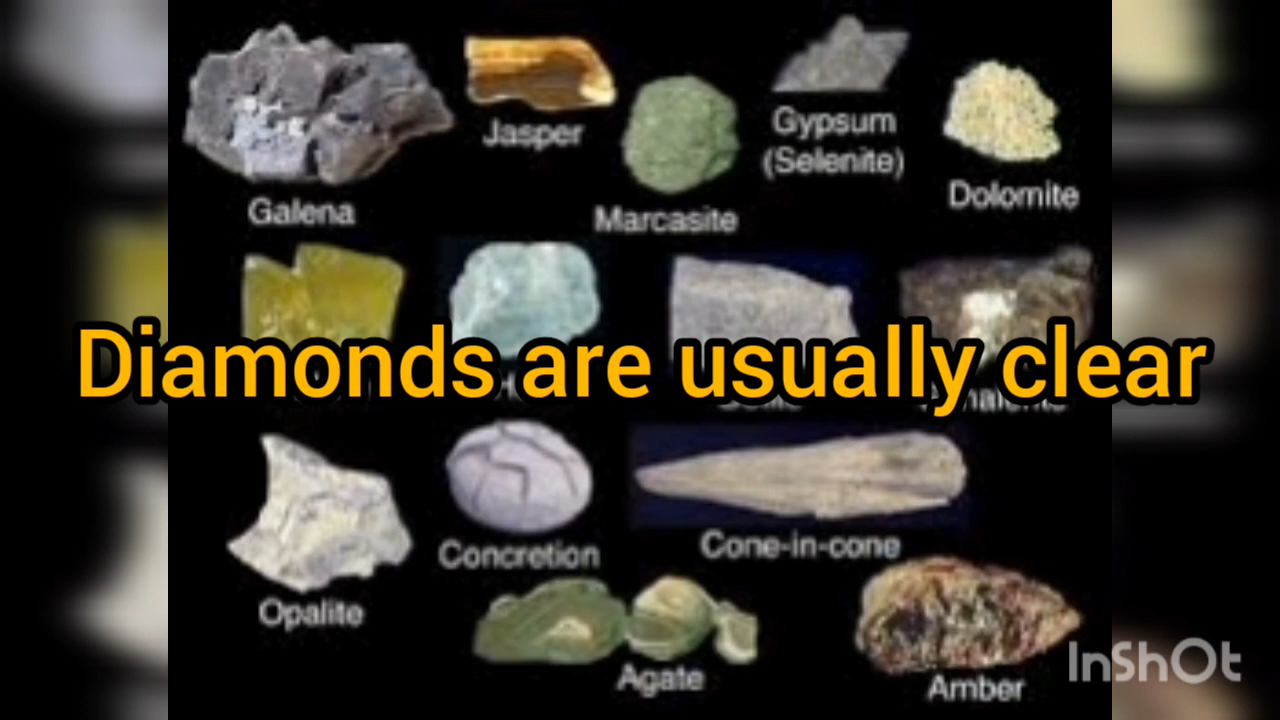 Jasper
Gypsum
(Selenite)
Galena
Marcasite
Dolomite
Diamonds are usually clear
Concretion
Cone-in-cone
Opalite
Agate
Amber
InShOt